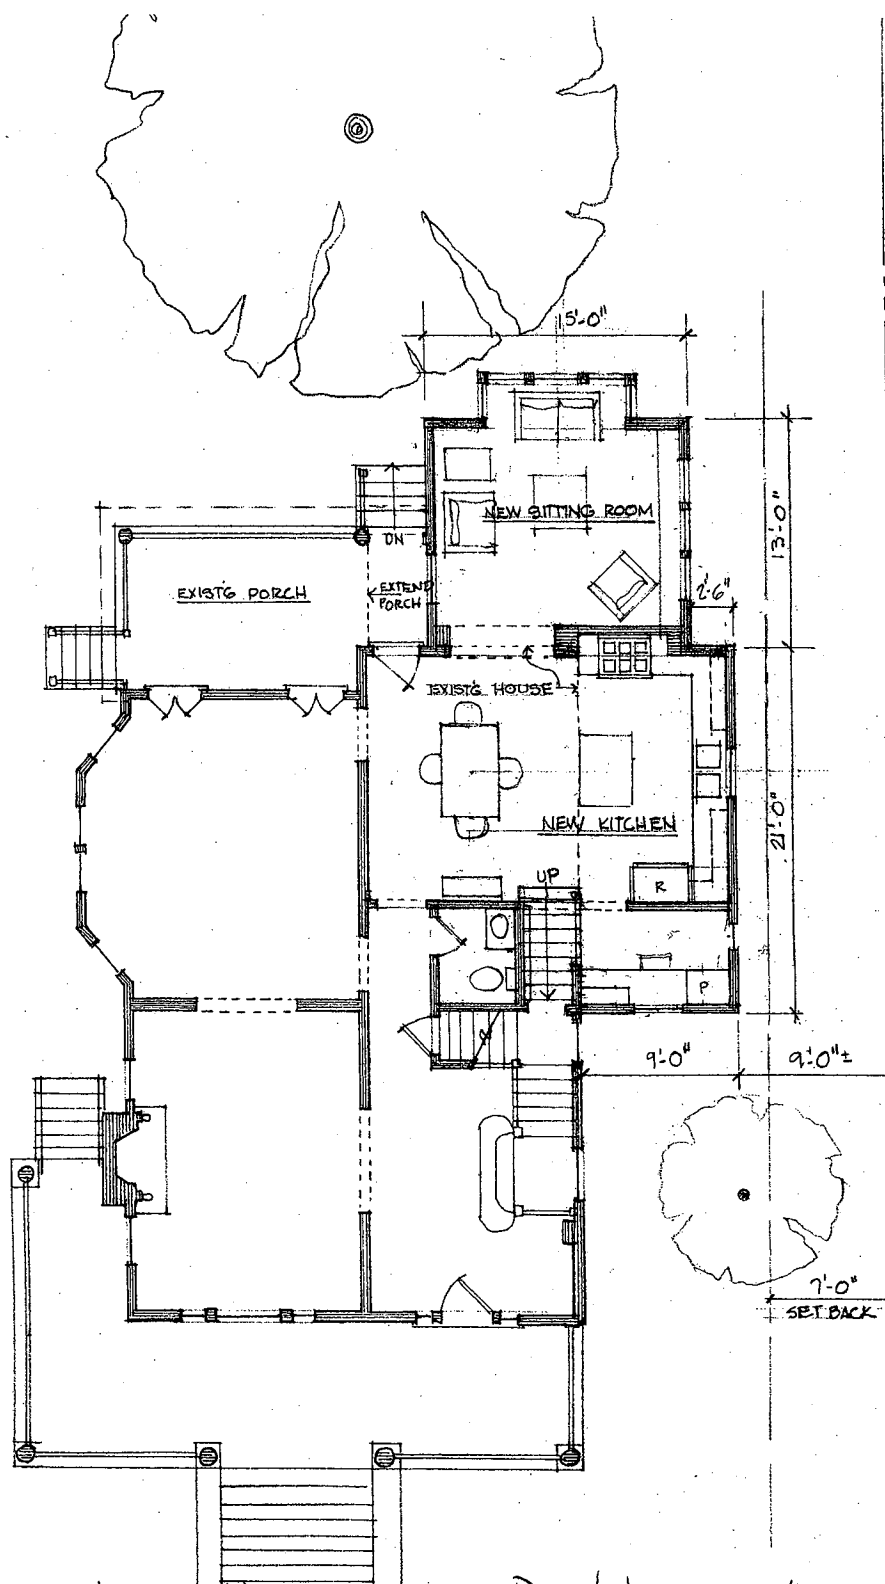 15'-0"
NEW SITTING ROOM
13'-0"
DN
2'-6"
EXIST'G PORCH
EXTEND
PORCH
EXIST'G HOUSE
NEW KITCHEN
21'-0"
UP
R
P
9'-0"
9'-0"±
7'-0"
SET BACK